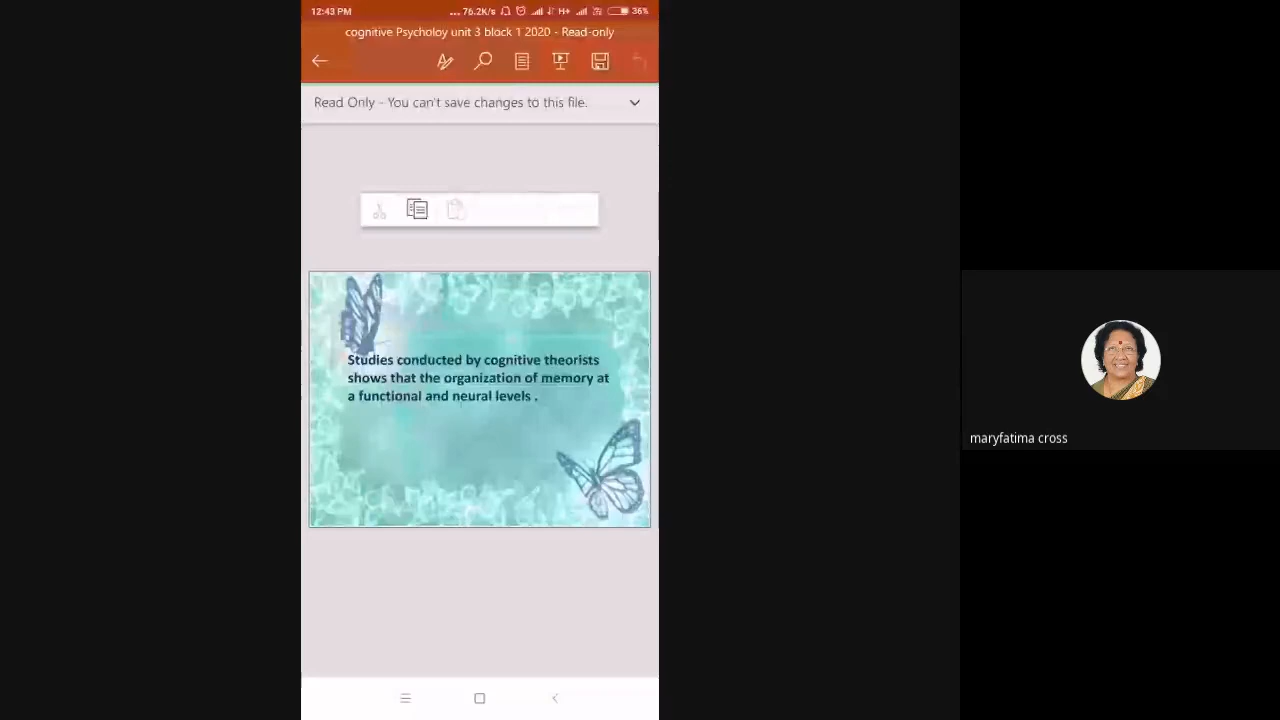 12:43 PM
... 76.2K/s
H+
36%
cognitive Psycholoy unit 3 block 1 2020 - Read-only
Read Only - You can't save changes to this file.
Studies conducted by cognitive theorists
shows that the organization of memory at
a functional and neural levels .
maryfatima cross